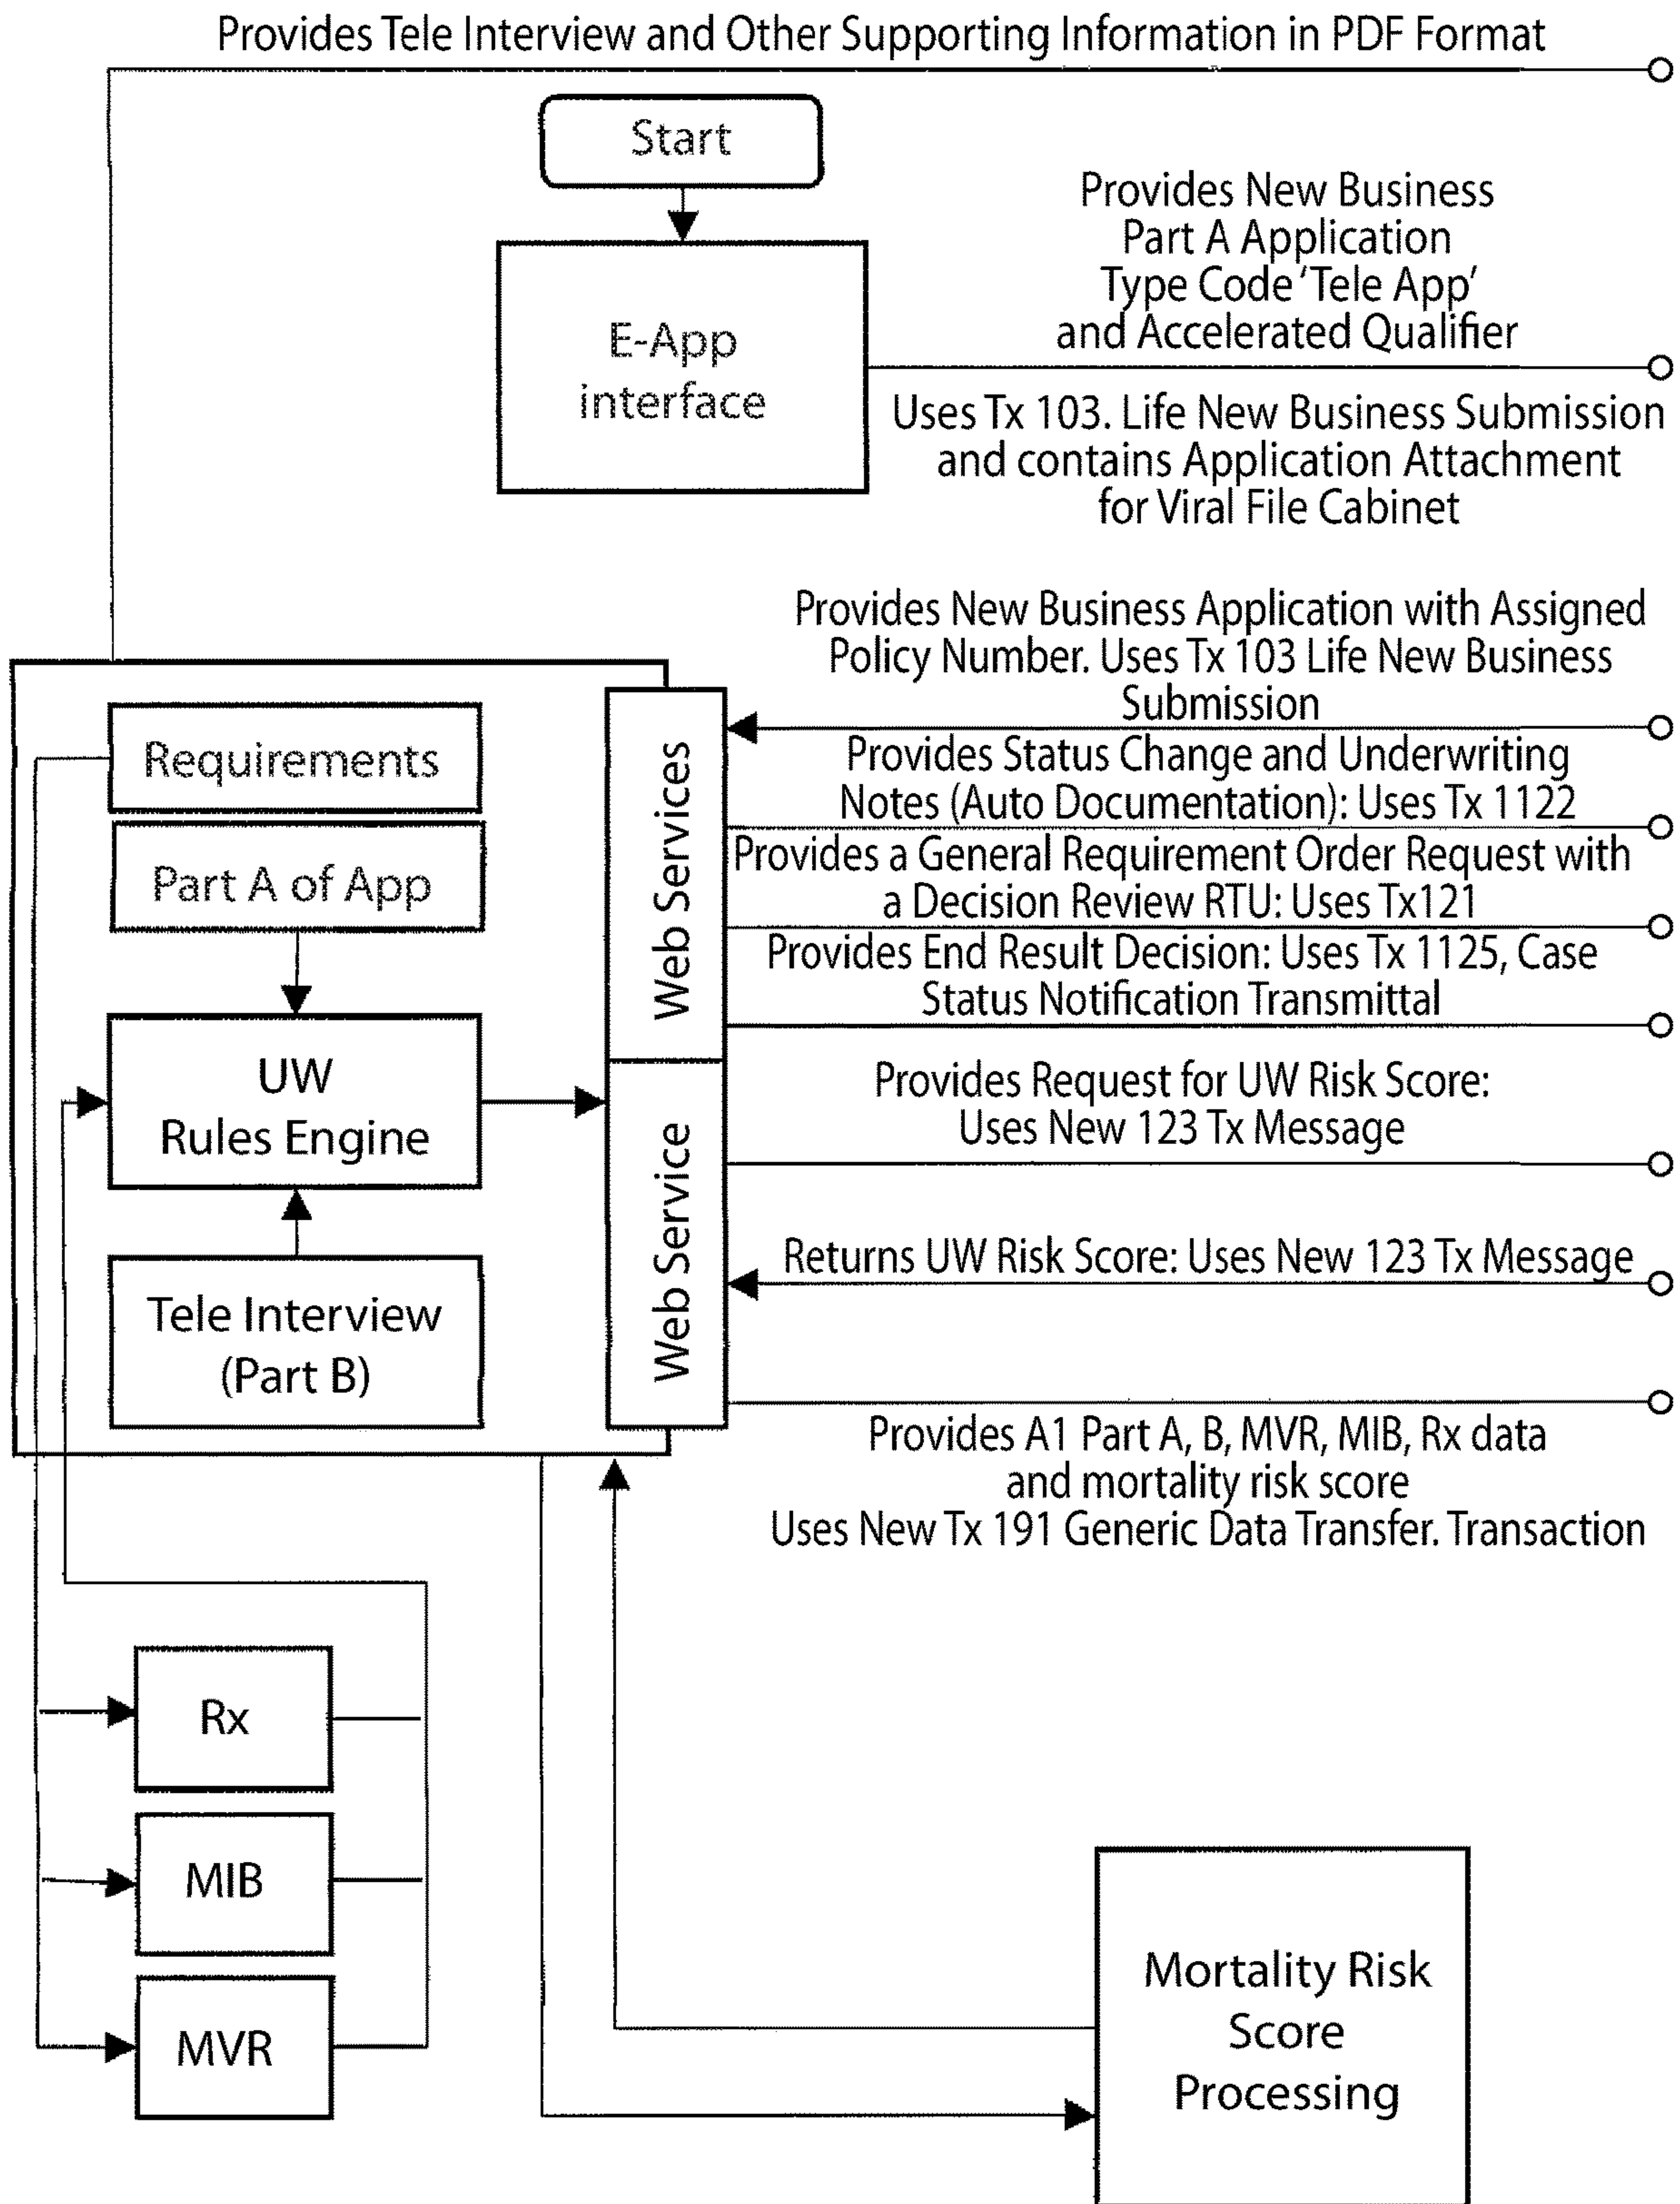 Provides Tele Interview and Other Supporting Information in PDF Format
Start
Provides New Business
Part A Application
Type Code 'Tele App'
and Accelerated Qualifier
E-App
interface
Uses Tx 103. Life New Business Submission
and contains Application Attachment
for Viral File Cabinet
Provides New Business Application with Assigned
Policy Number. Uses Tx 103 Life New Business
Submission
Requirements
Part A of App
UW
Rules Engine
Tele Interview
(Part B)
Web Services
Web Service
Provides Status Change and Underwriting
Notes (Auto Documentation): Uses Tx 1122
Provides a General Requirement Order Request with
a Decision Review RTU: Uses Tx121
Provides End Result Decision: Uses Tx 1125, Case
Status Notification Transmittal
Provides Request for UW Risk Score:
Uses New 123 Tx Message
Returns UW Risk Score: Uses New 123 Tx Message
Provides A1 Part A, B, MVR, MIB, Rx data
and mortality risk score
Uses New Tx 191 Generic Data Transfer. Transaction
Rx
MIB
MVR
Mortality Risk
Score
Processing